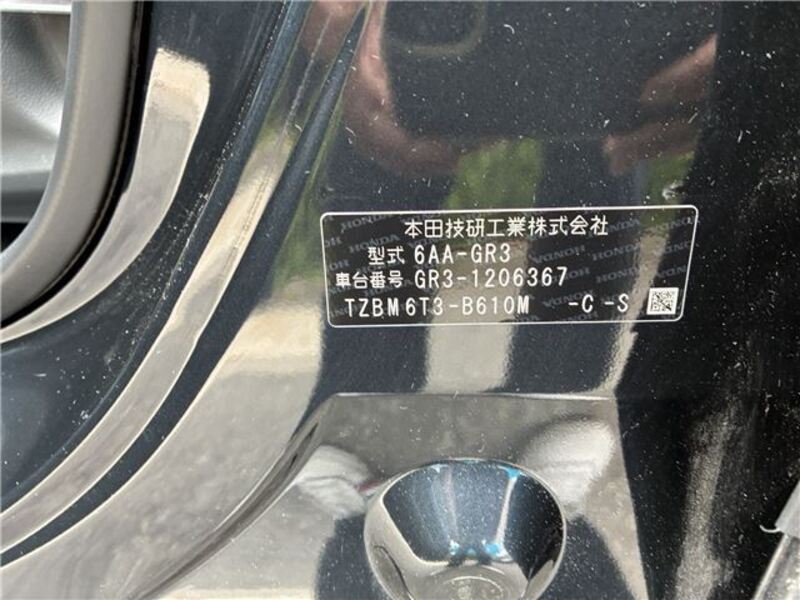 本田技研工業株式会社
型式 6AA-GR3
車台番号 GR3-1206367
TZBM6T3-B610M -C-S